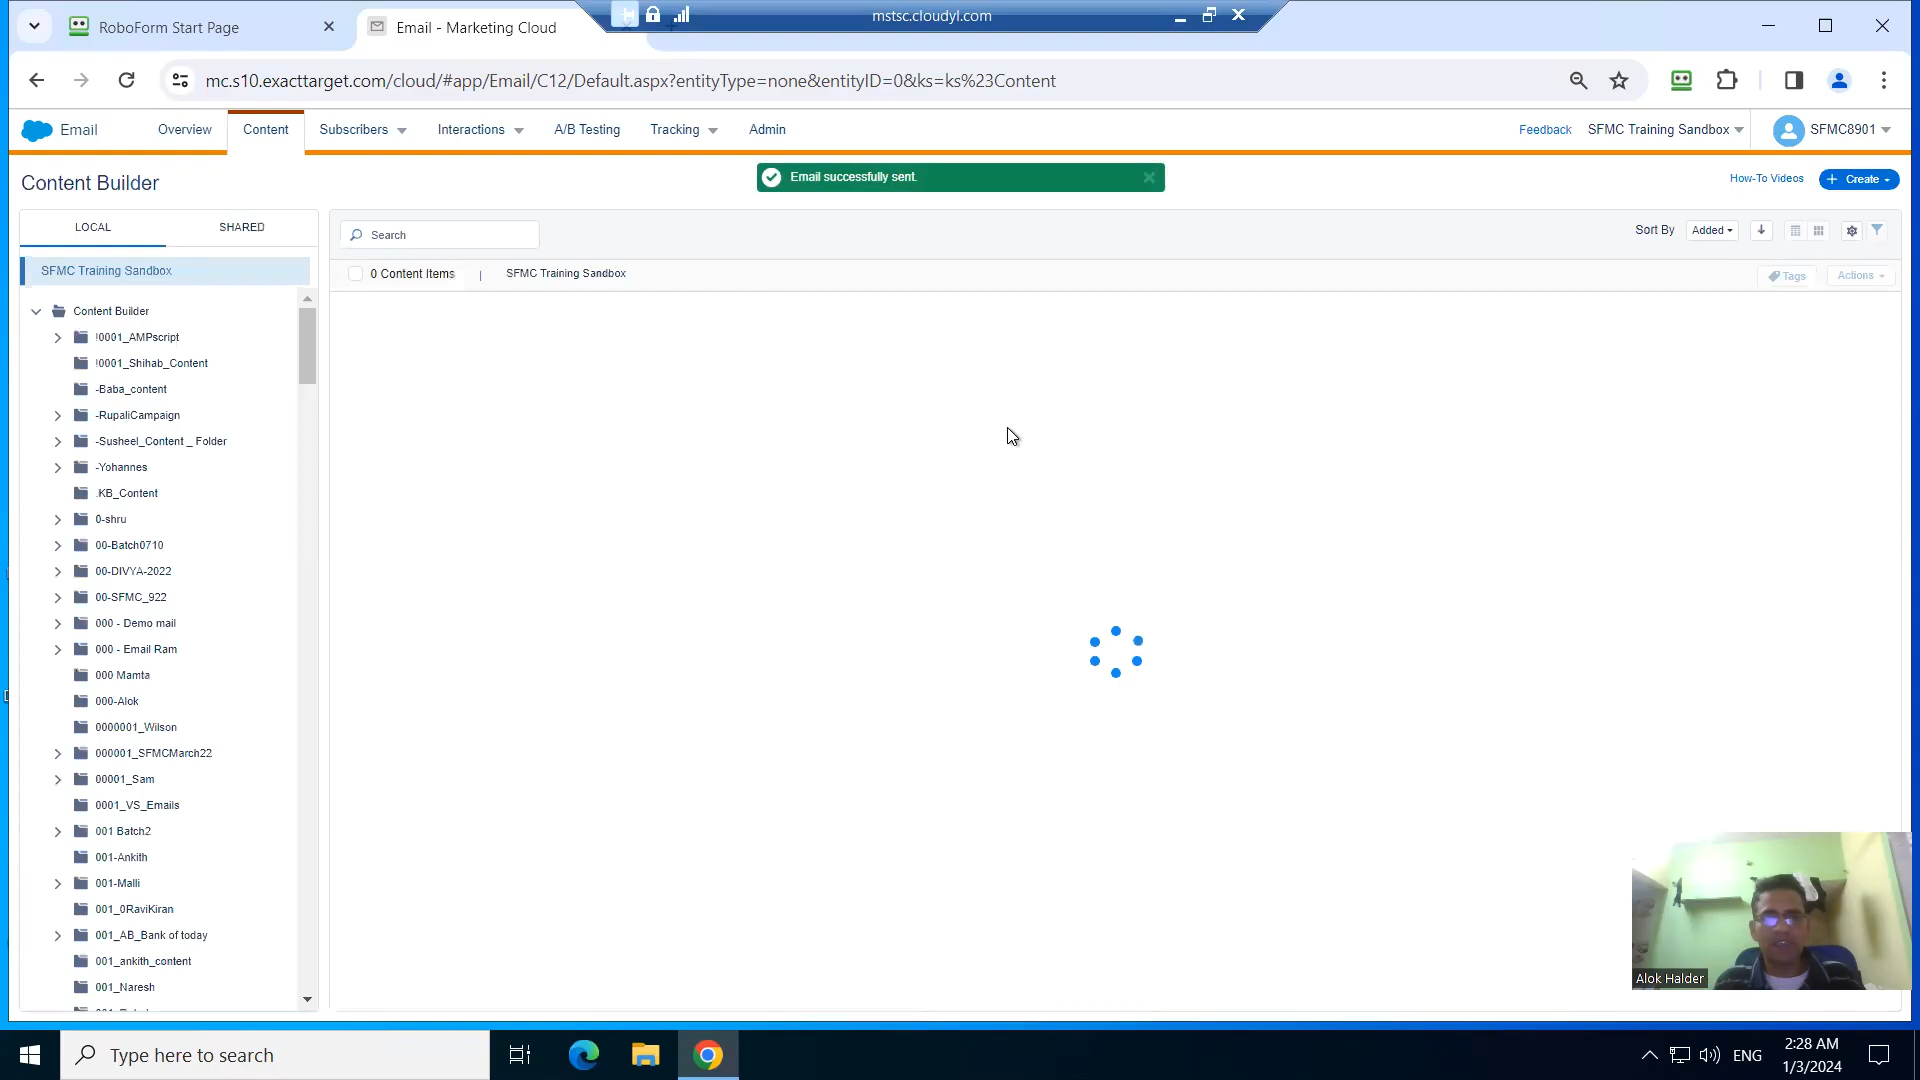 RoboForm Start Page
Email - Marketing Cloud
mstsc.cloudyl.com
mc.s10.exacttarget.com/cloud/#app/Email/C12/Default.aspx?entityType=none&entityID=0&ks=ks%23Content
Email
Overview
Content
Subscribers
Interactions
A/B Testing
Tracking
Admin
Feedback
SFMC Training Sandbox
SFMC8901
Content Builder
Email successfully sent.
How-To Videos
+ Create
LOCAL
SHARED
Search
Sort By
Added
SFMC Training Sandbox
0 Content Items
|
SFMC Training Sandbox
Tags
Actions
Content Builder
!0001_AMPscript
!0001_Shihab_Content
-Baba_content
-RupaliCampaign
-Susheel_Content _ Folder
-Yohannes
.KB_Content
0-shru
00-Batch0710
00-DIVYA-2022
00-SFMC_922
000 - Demo mail
000 - Email Ram
000 Mamta
000-Alok
0000001_Wilson
000001_SFMCMarch22
00001_Sam
0001_VS_Emails
001 Batch2
001-Ankith
001-Malli
001_0RaviKiran
001_AB_Bank of today
001_ankith_content
001_Naresh
Alok Halder
Type here to search
ENG
2:28 AM
1/3/2024